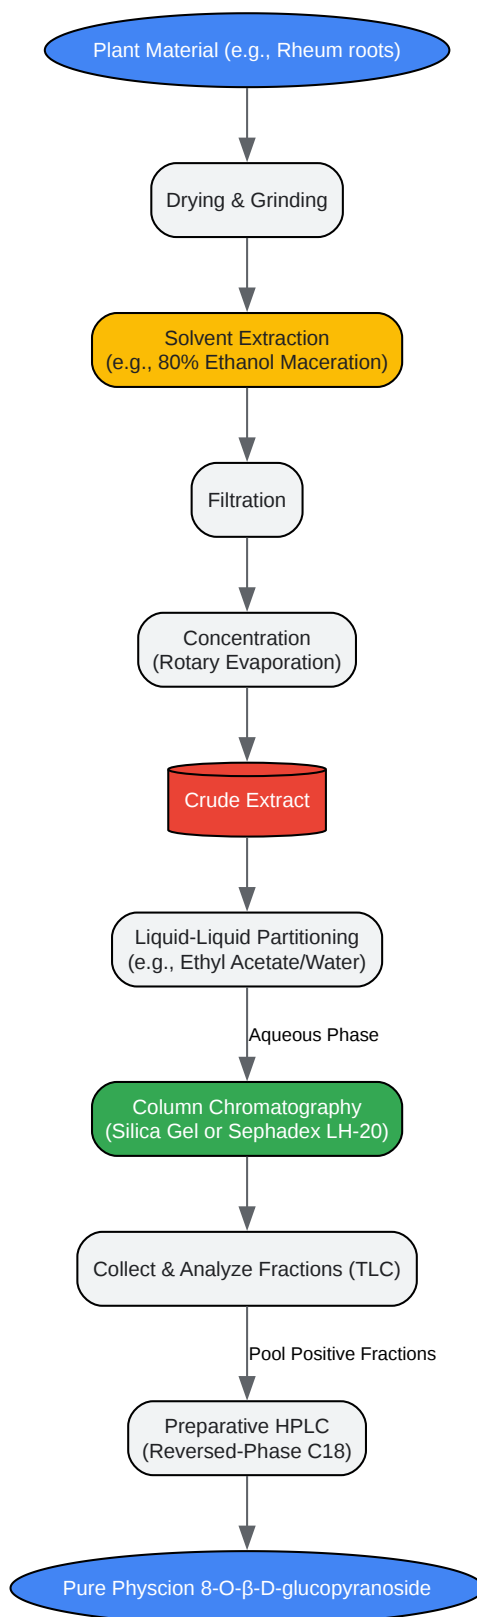 Plant Material (e.g., Rheum roots)
Drying & Grinding
Solvent Extraction
(e.g., 80% Ethanol Maceration)
Filtration
Concentration
(Rotary Evaporation)
Crude Extract
Liquid-Liquid Partitioning
(e.g., Ethyl Acetate/Water)
Aqueous Phase
Column Chromatography
(Silica Gel or Sephadex LH-20)
Collect & Analyze Fractions (TLC)
Pool Positive Fractions
Preparative HPLC
(Reversed-Phase C18)
Pure Physcion 8-O-β-D-glucopyranoside